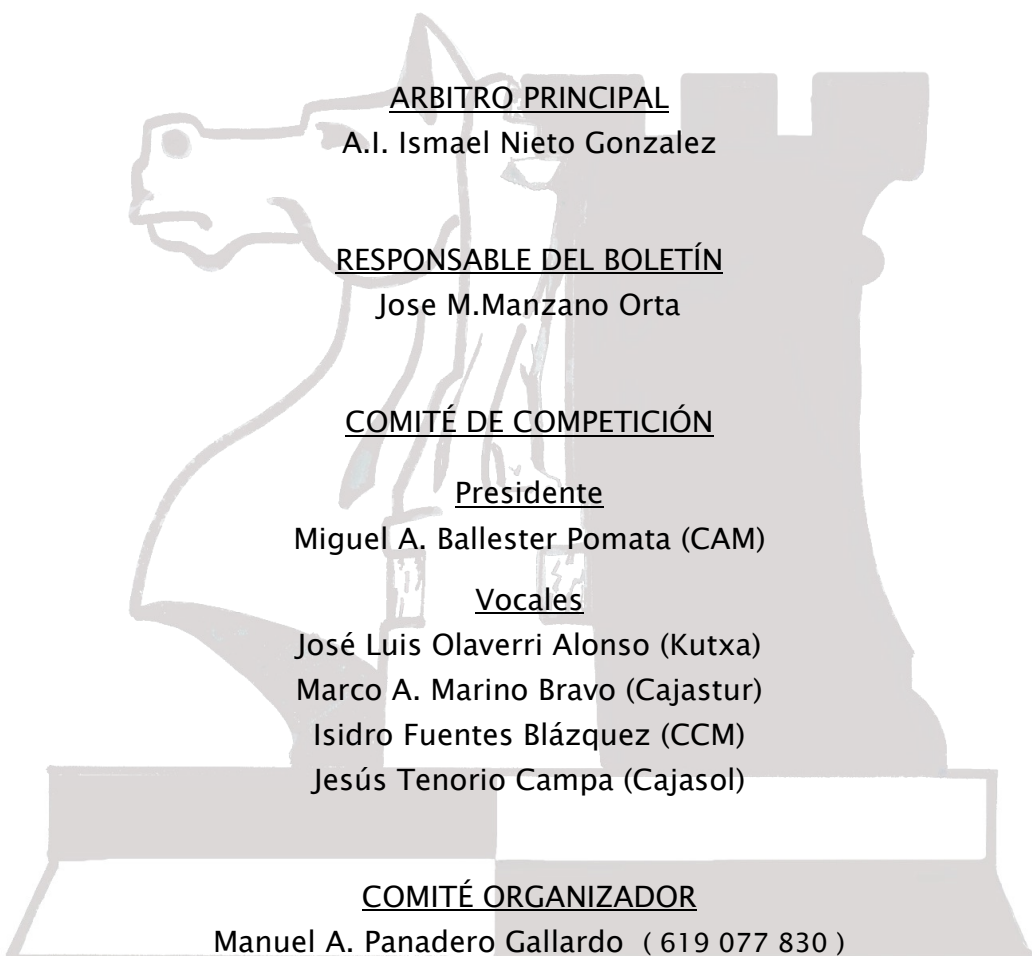 ARBITRO PRINCIPAL
A.I. Ismael Nieto Gonzalez
RESPONSABLE DEL BOLETÍN
Jose M.Manzano Orta
COMITÉ DE COMPETICIÓN
Presidente
Miguel A. Ballester Pomata (CAM)
Vocales
José Luis Olaverri Alonso (Kutxa)
Marco A. Marino Bravo (Cajastur)
Isidro Fuentes Blázquez (CCM)
Jesús Tenorio Campa (Cajasol)
COMITÉ ORGANIZADOR
Manuel A. Panadero Gallardo ( 619 077 830 )